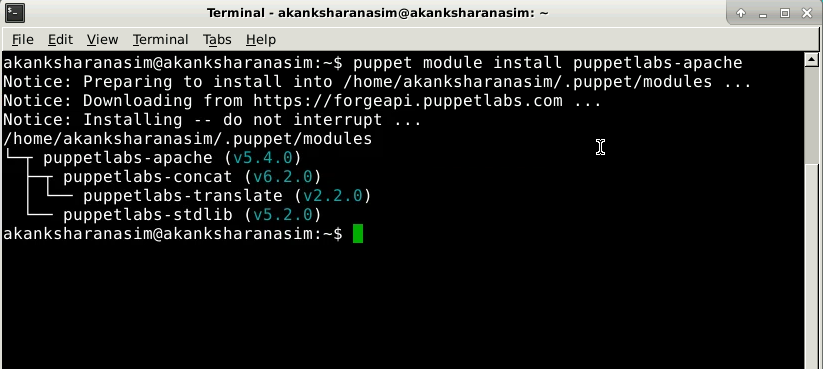 Terminal - akanksharanasim@akanksharanasim: ~
File Edit View Terminal Tabs Help
akanksharanasim@akanksharanasim:~$ puppet module install puppetlabs-apache
Notice: Preparing to install into /home/akanksharanasim/.puppet/modules ...
Notice: Downloading from https://forgeapi.puppetlabs.com ...
Notice: Installing -- do not interrupt ...
/home/akanksharanasim/.puppet/modules
└─┬ puppetlabs-apache (v5.4.0)
  ├─┬ puppetlabs-concat (v6.2.0)
  │ └── puppetlabs-translate (v2.2.0)
  └── puppetlabs-stdlib (v5.2.0)
akanksharanasim@akanksharanasim:~$